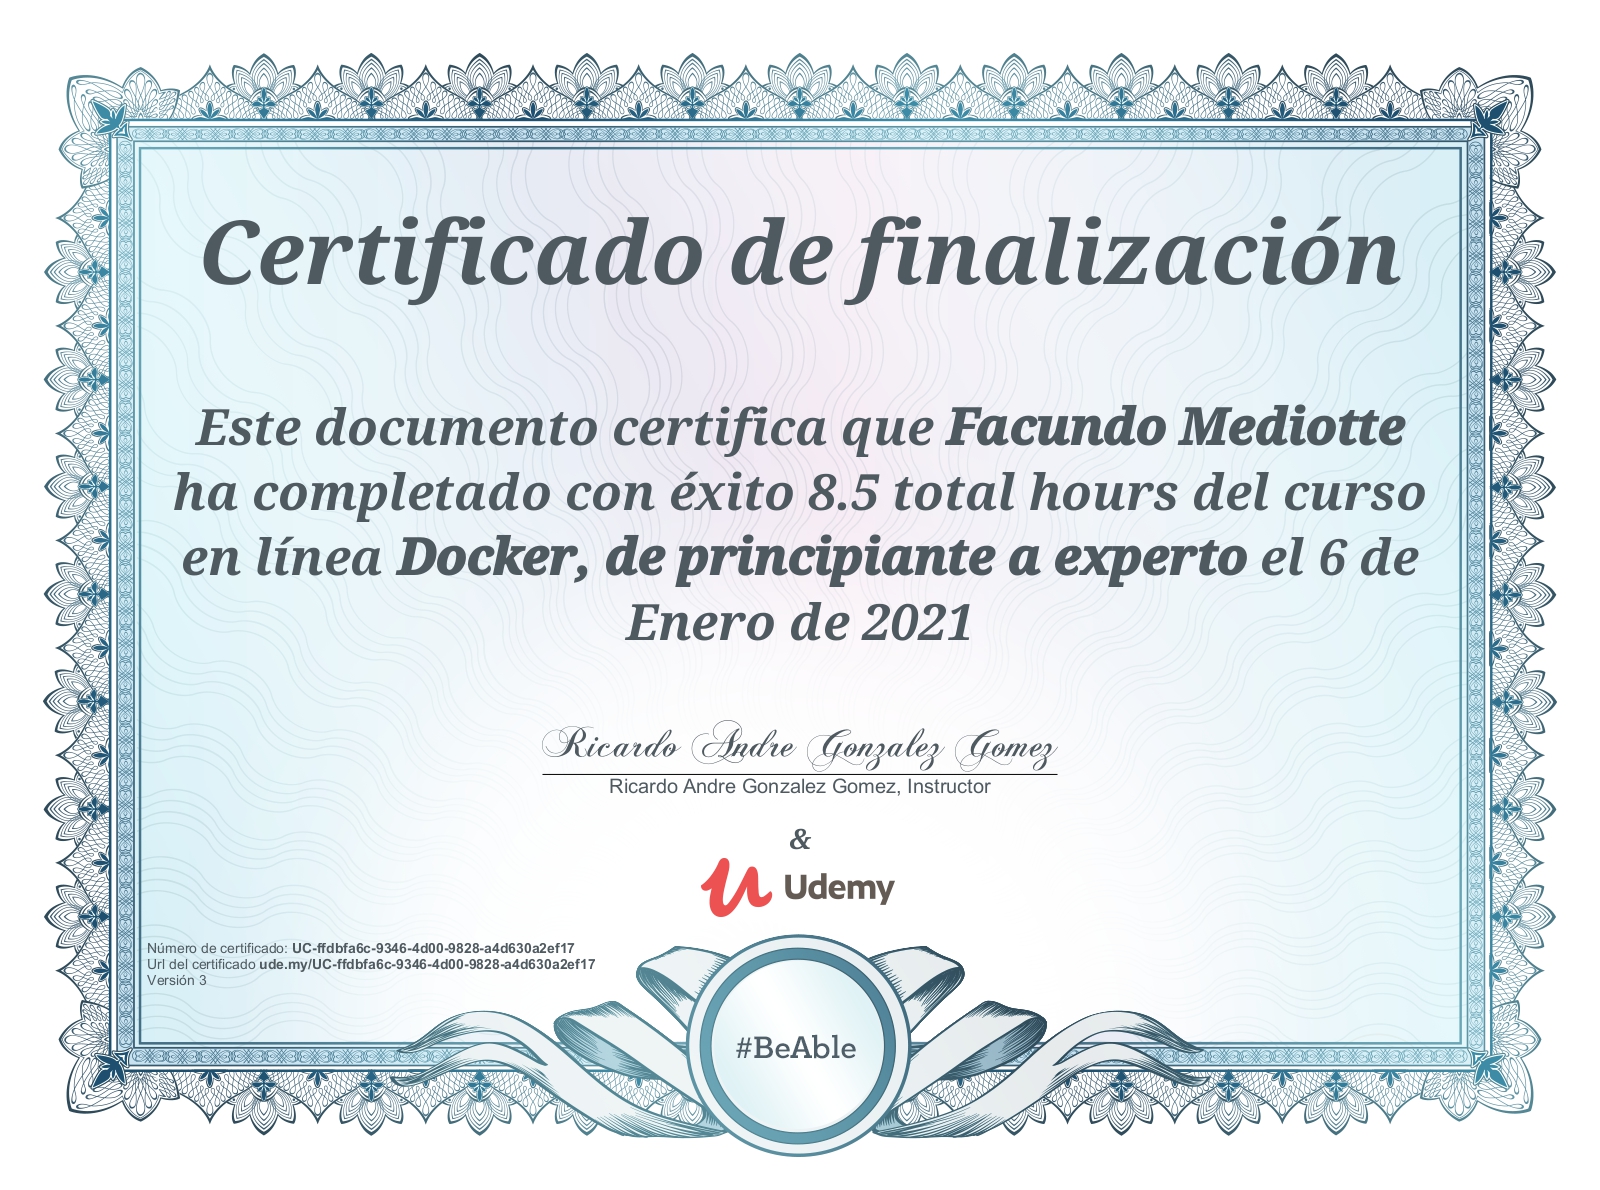 Certificado de finalización
Este documento certifica que Facundo Mediotte
ha completado con éxito 8.5 total hours del curso
en línea Docker, de principiante a experto el 6 de
Enero de 2021
Ricardo Andre Gonzalez Gomez
Ricardo Andre Gonzalez Gomez, Instructor
&
Udemy
Número de certificado: UC-ffdbfa6c-9346-4d00-9828-a4d630a2ef17
Url del certificado ude.my/UC-ffdbfa6c-9346-4d00-9828-a4d630a2ef17
Versión 3
#BeAble